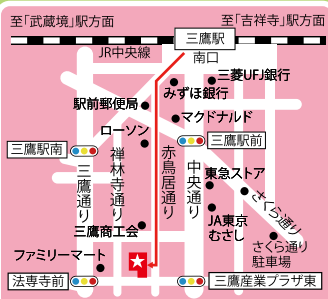 至「武蔵境」駅方面
至「吉祥寺」駅方面
三鷹駅
JR中央線
南口
三菱UFJ銀行
みずほ銀行
駅前郵便局
マクドナルド
ローソン
三鷹駅前
三鷹駅南
三鷹通り
禅林寺通り
赤鳥居通り
中央通り
東急ストア
さくら通り
JA東京
むさし
三鷹商工会
さくら通り
駐車場
ファミリーマート
法専寺前
三鷹産業プラザ東